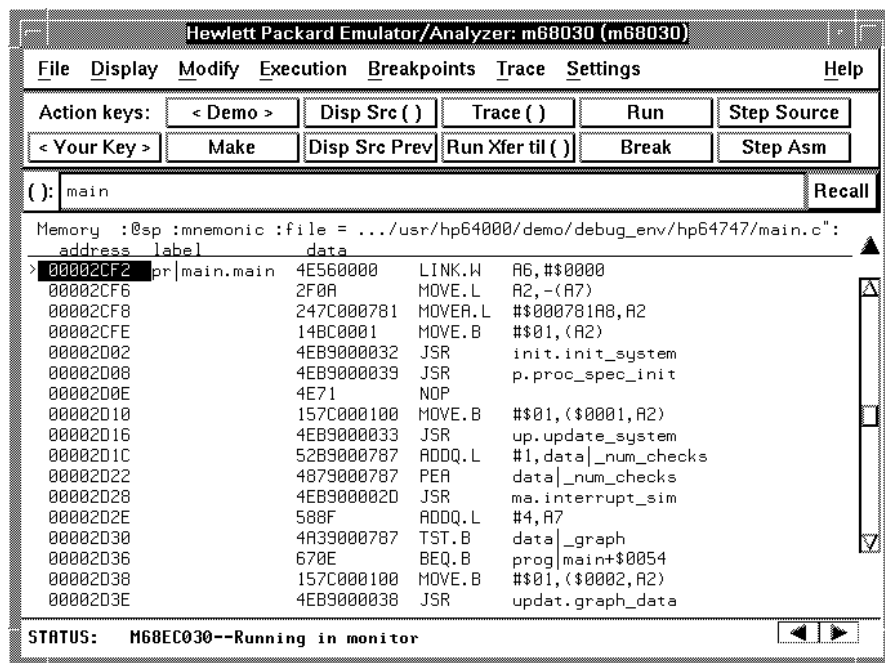 Hewlett Packard Emulator/Analyzer: m68030 (m68030)
File Display Modify Execution Breakpoints Trace Settings Help
Action keys: < Demo > Disp Src ( ) Trace ( ) Run Step Source
< Your Key > Make Disp Src Prev Run Xfer til ( ) Break Step Asm
( ): main Recall
Memory :@sp :mnemonic :file = .../usr/hp64000/demo/debug_env/hp64747/main.c":
address label data
> 00002CF2 pr|main.main 4E560000 LINK.W A6,#$0000
00002CF6 2F0A MOVE.L A2,-(A7)
00002CF8 247C000781 MOVEA.L #$000781A8,A2
00002CFE 14BC0001 MOVE.B #$01,(A2)
00002D02 4EB9000032 JSR init.init_system
00002D08 4EB9000039 JSR p.proc_spec_init
00002D0E 4E71 NOP
00002D10 157C000100 MOVE.B #$01,($0001,A2)
00002D16 4EB9000033 JSR up.update_system
00002D1C 52B9000787 ADDQ.L #1,data|_num_checks
00002D22 4879000787 PEA data|_num_checks
00002D28 4EB900002D JSR ma.interrupt_sim
00002D2E 588F ADDQ.L #4,A7
00002D30 4A39000787 TST.B data|_graph
00002D36 670E BEQ.B prog|main+$0054
00002D38 157C000100 MOVE.B #$01,($0002,A2)
00002D3E 4EB9000038 JSR updat.graph_data
STATUS: M68EC030--Running in monitor